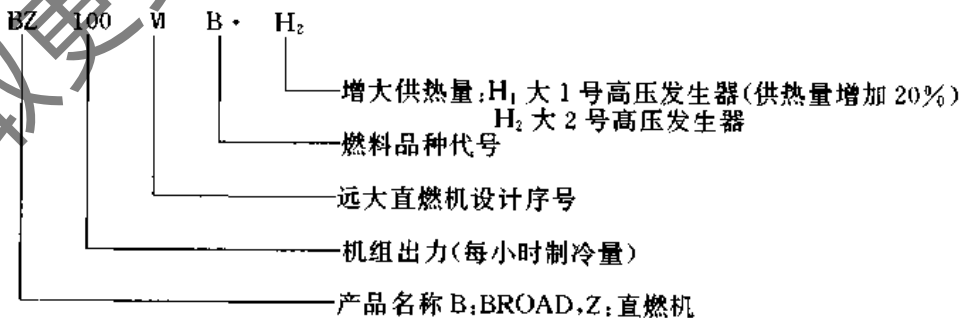 BZ 100 Ⅵ B· H₂
增大供热量:H₁ 大 1 号高压发生器(供热量增加 20%)
H₂ 大 2 号高压发生器
燃料品种代号
远大直燃机设计序号
机组出力(每小时制冷量)
产品名称 B:BROAD,Z:直燃机